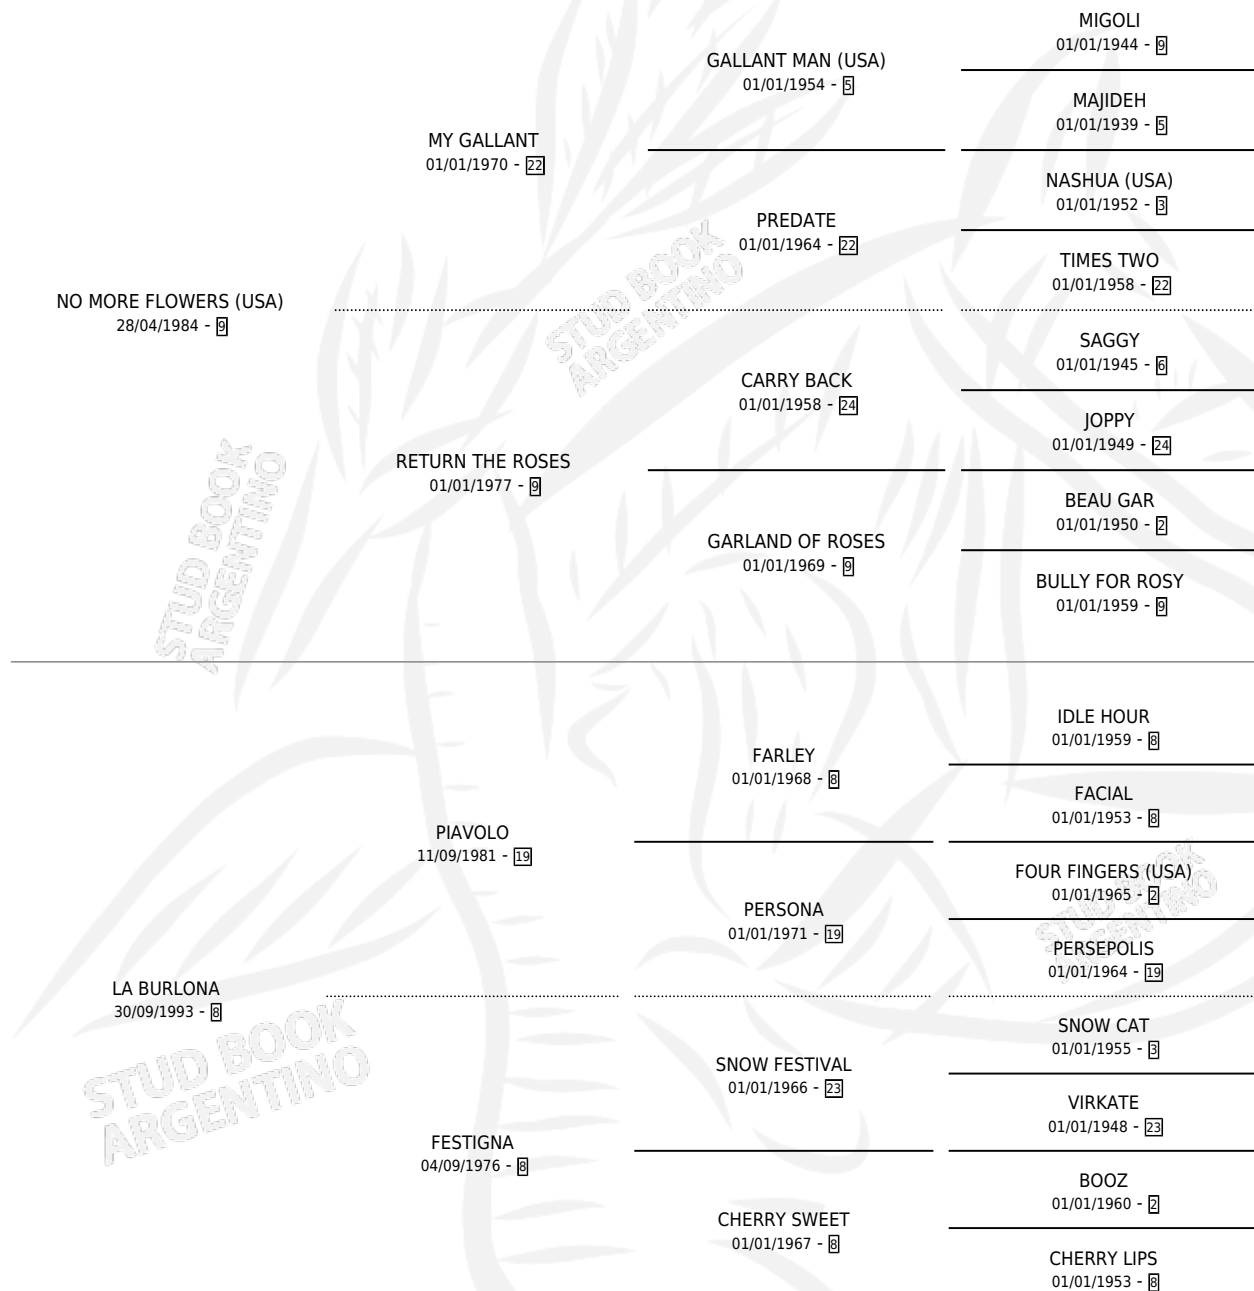 MIGOLI
01/01/1944 - 9
GALLANT MAN (USA)
01/01/1954 - 5
MAJIDEH
01/01/1939 - 5
MY GALLANT
01/01/1970 - 22
NASHUA (USA)
01/01/1952 - 3
PREDATE
01/01/1964 - 22
TIMES TWO
01/01/1958 - 22
NO MORE FLOWERS (USA)
28/04/1984 - 9
SAGGY
01/01/1945 - 6
CARRY BACK
01/01/1958 - 24
JOPPY
01/01/1949 - 24
RETURN THE ROSES
01/01/1977 - 9
BEAU GAR
01/01/1950 - 2
GARLAND OF ROSES
01/01/1969 - 9
BULLY FOR ROSY
01/01/1959 - 9
IDLE HOUR
01/01/1959 - 8
FARLEY
01/01/1968 - 8
FACIAL
01/01/1953 - 8
PIAVOLO
11/09/1981 - 19
FOUR FINGERS (USA)
01/01/1965 - 2
PERSONA
01/01/1971 - 19
PERSEPOLIS
01/01/1964 - 19
LA BURLONA
30/09/1993 - 8
SNOW CAT
01/01/1955 - 3
SNOW FESTIVAL
01/01/1966 - 23
VIRKATE
01/01/1948 - 23
FESTIGNA
04/09/1976 - 8
BOOZ
01/01/1960 - 2
CHERRY SWEET
01/01/1967 - 8
CHERRY LIPS
01/01/1953 - 8
STUD BOOK
ARGENTINO
STUD BOOK
ARGENTINO
STUD BOOK
ARGENTINO
STUD BOOK
ARGENTINO